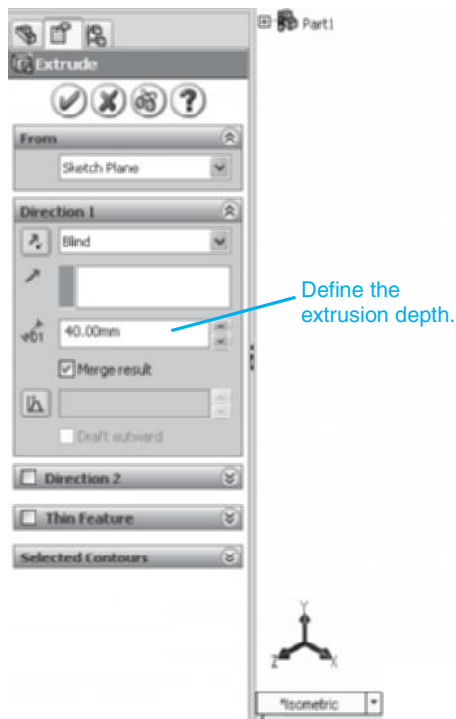 Part1
Extrude
From
Sketch Plane
Direction 1
Blind
Define the
extrusion depth.
D1
40.00mm
Merge result
Draft outward
Direction 2
Thin Feature
Selected Contours
Y
Z
X
*Isometric